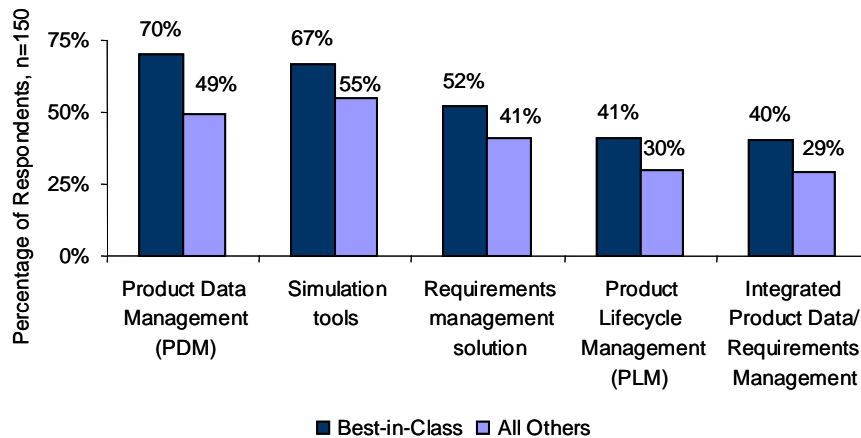 Percentage of Respondents, n=150
75%
50%
25%
0%
70%
49%
67%
55%
52%
41%
41%
30%
40%
29%
Product Data
Management
(PDM)
Simulation
tools
Requirements
management
solution
Product
Lifecycle
Management
(PLM)
Integrated
Product Data/
Requirements
Management
Best-in-Class
All Others